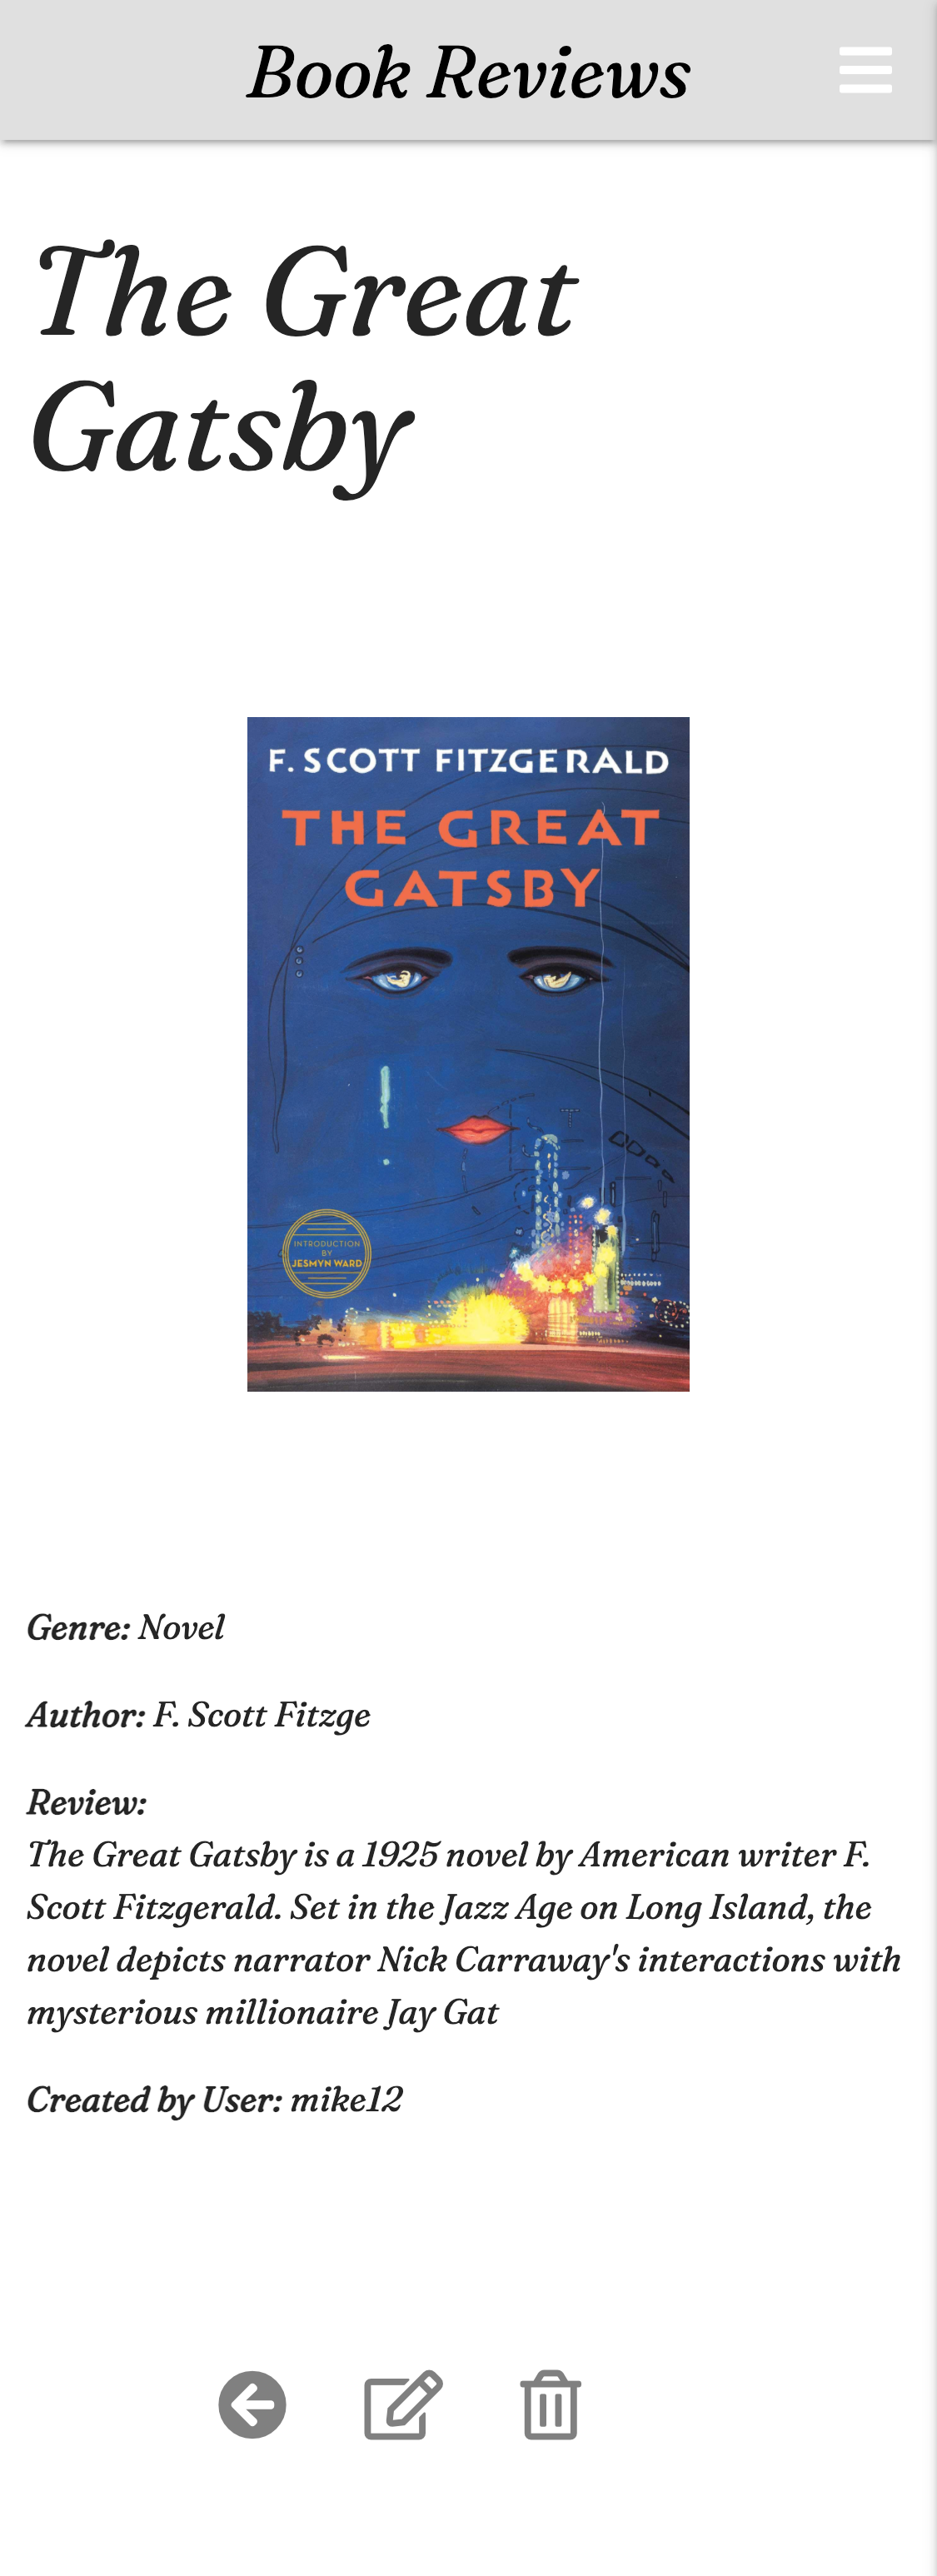 Book Reviews
The Great
Gatsby
F. SCOTT FITZGERALD
THE GREAT
GATSBY
INTRODUCTION
BY
JESMYN WARD
Genre: Novel
Author: F. Scott Fitzge
Review:
The Great Gatsby is a 1925 novel by American writer F.
Scott Fitzgerald. Set in the Jazz Age on Long Island, the
novel depicts narrator Nick Carraway's interactions with
mysterious millionaire Jay Gat
Created by User: mike12